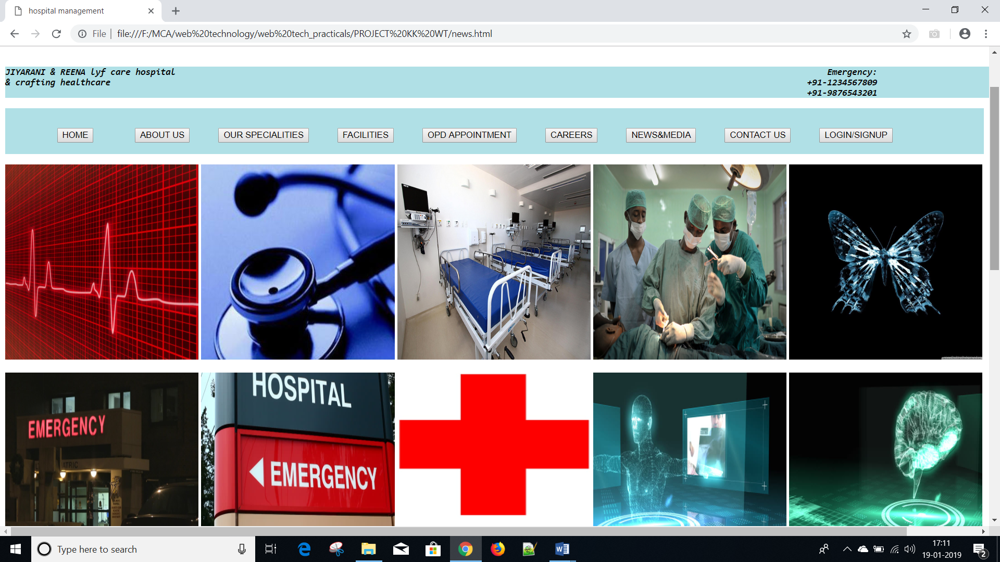 hospital management
File
file:///F:/MCA/web%20technology/web%20tech_practicals/PROJECT%20KK%20WT/news.html
JIYARANI & REENA lyf care hospital
& crafting healthcare
Emergency:
+91-1234567809
+91-9876543201
HOME
ABOUT US
OUR SPECIALITIES
FACILITIES
OPD APPOINTMENT
CAREERS
NEWS&MEDIA
CONTACT US
LOGIN/SIGNUP
EMERGENCY
HOSPITAL
EMERGENCY
Type here to search
17:11
19-01-2019
2